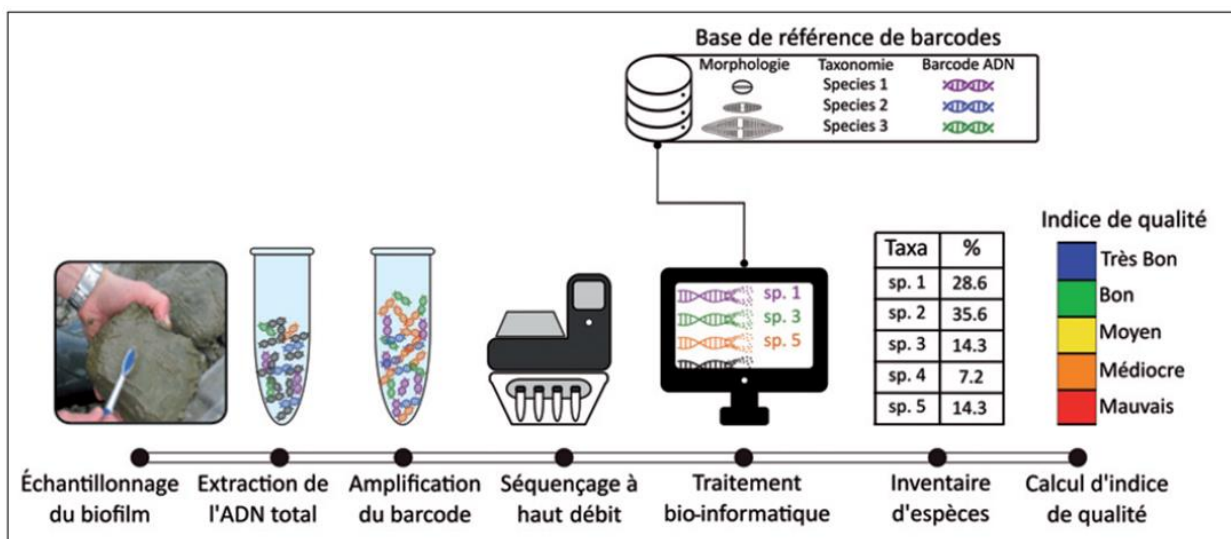 Base de référence de barcodes
Morphologie Taxonomie Barcode ADN
Species 1
Species 2
Species 3
sp. 1
sp. 3
sp. 5
Taxa %
sp. 1 28.6
sp. 2 35.6
sp. 3 14.3
sp. 4 7.2
sp. 5 14.3
Indice de qualité
Très Bon
Bon
Moyen
Médiocre
Mauvais
Échantillonnage
du biofilm
Extraction de
l'ADN total
Amplification
du barcode
Séquençage à
haut débit
Traitement
bio-informatique
Inventaire
d'espèces
Calcul d'indice
de qualité